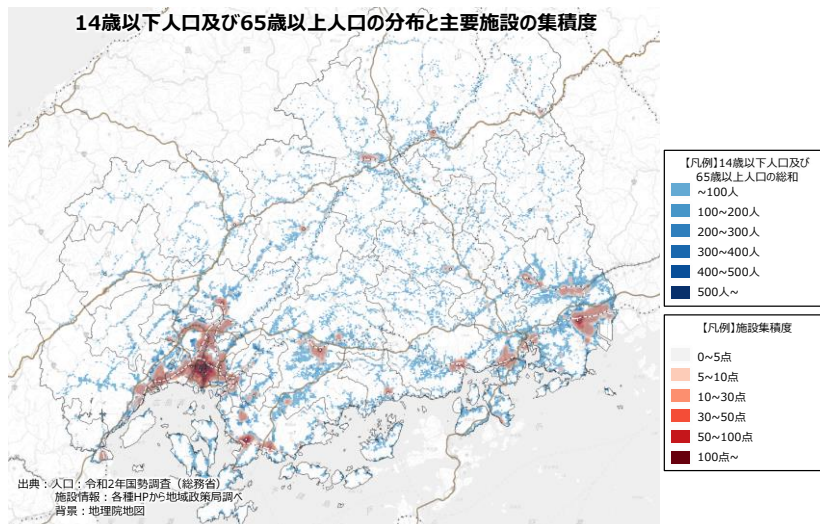 14歳以下人口及び65歳以上人口の分布と主要施設の集積度
【凡例】14歳以下人口及び
65歳以上人口の総和
~100人
100~200人
200~300人
300~400人
400~500人
500人~
【凡例】施設集積度
0~5点
5~10点
10~30点
30~50点
50~100点
100点~
出典：人口：令和2年国勢調査（総務省）
施設情報：各種HPから地域政策局調べ
背景：地理院地図